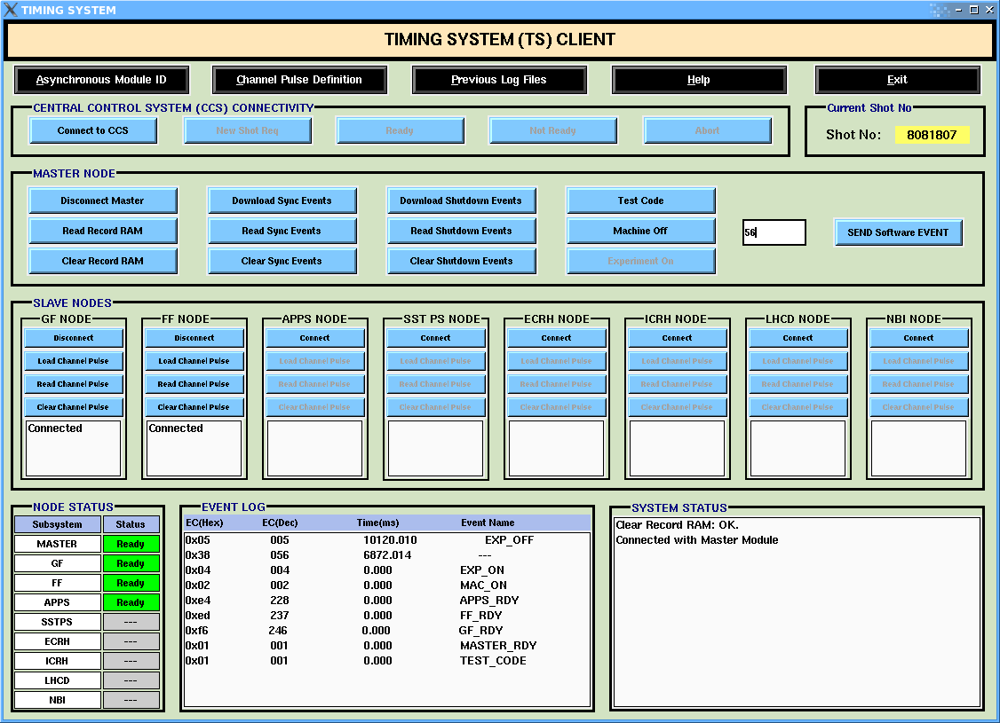 TIMING SYSTEM
TIMING SYSTEM (TS) CLIENT
Asynchronous Module ID Channel Pulse Definition Previous Log Files Help Exit
CENTRAL CONTROL SYSTEM (CCS) CONNECTIVITY
Connect to CCS New Shot Req Ready Not Ready Abort
Current Shot No
Shot No: 8081807
MASTER NODE
Disconnect Master Download Sync Events Download Shutdown Events Test Code
Read Record RAM Read Sync Events Read Shutdown Events Machine Off
56 SEND Software EVENT
Clear Record RAM Clear Sync Events Clear Shutdown Events Experiment On
SLAVE NODES
GF NODE FF NODE APPS NODE SST PS NODE ECRH NODE ICRH NODE LHCD NODE NBI NODE
Disconnect Disconnect Connect Connect Connect Connect Connect Connect
Load Channel Pulse Load Channel Pulse Load Channel Pulse Load Channel Pulse Load Channel Pulse Load Channel Pulse Load Channel Pulse Load Channel Pulse
Read Channel Pulse Read Channel Pulse Read Channel Pulse Read Channel Pulse Read Channel Pulse Read Channel Pulse Read Channel Pulse Read Channel Pulse
Clear Channel Pulse Clear Channel Pulse Clear Channel Pulse Clear Channel Pulse Clear Channel Pulse Clear Channel Pulse Clear Channel Pulse Clear Channel Pulse
Connected Connected
NODE STATUS
Subsystem Status
MASTER Ready
GF Ready
FF Ready
APPS Ready
SSTPS ---
ECRH ---
ICRH ---
LHCD ---
NBI ---
EVENT LOG
EC(Hex) EC(Dec) Time(ms) Event Name
0x05 005 10120.010 EXP_OFF
0x38 056 6872.014 ---
0x04 004 0.000 EXP_ON
0x02 002 0.000 MAC_ON
0xe4 228 0.000 APPS_RDY
0xed 237 0.000 FF_RDY
0xf6 246 0.000 GF_RDY
0x01 001 0.000 MASTER_RDY
0x01 001 0.000 TEST_CODE
SYSTEM STATUS
Clear Record RAM: OK.
Connected with Master Module